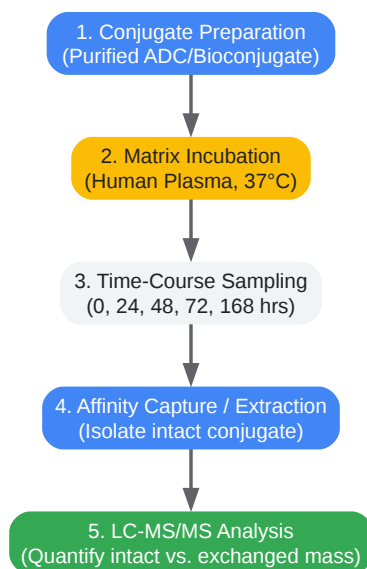 1. Conjugate Preparation
(Purified ADC/Bioconjugate)
2. Matrix Incubation
(Human Plasma, 37°C)
3. Time-Course Sampling
(0, 24, 48, 72, 168 hrs)
4. Affinity Capture / Extraction
(Isolate intact conjugate)
5. LC-MS/MS Analysis
(Quantify intact vs. exchanged mass)